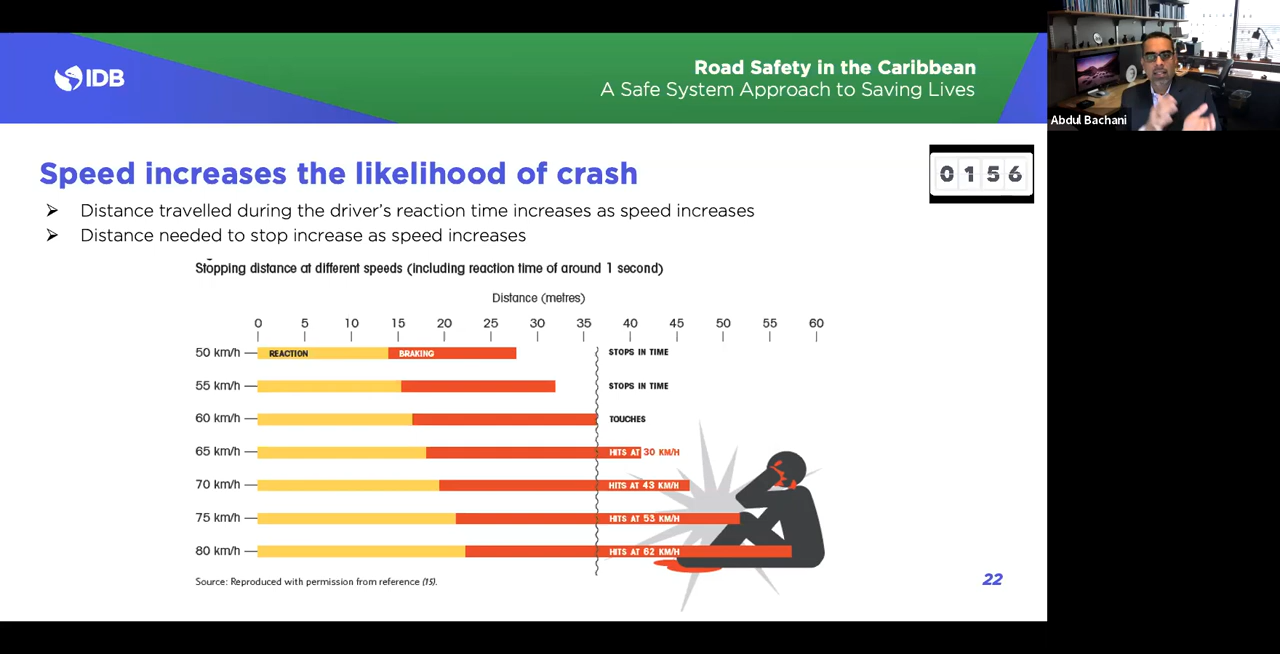 IDB
Road Safety in the Caribbean
A Safe System Approach to Saving Lives
Abdul Bachani
Speed increases the likelihood of crash
0 1 5 6
➢ Distance travelled during the driver’s reaction time increases as speed increases
➢ Distance needed to stop increase as speed increases
Stopping distance at different speeds (including reaction time of around 1 second)
Distance (metres)
0 5 10 15 20 25 30 35 40 45 50 55 60
50 km/h REACTION BRAKING STOPS IN TIME
55 km/h STOPS IN TIME
60 km/h TOUCHES
65 km/h HITS AT 30 KM/H
70 km/h HITS AT 43 KM/H
75 km/h HITS AT 53 KM/H
80 km/h HITS AT 62 KM/H
Source: Reproduced with permission from reference (15).
22